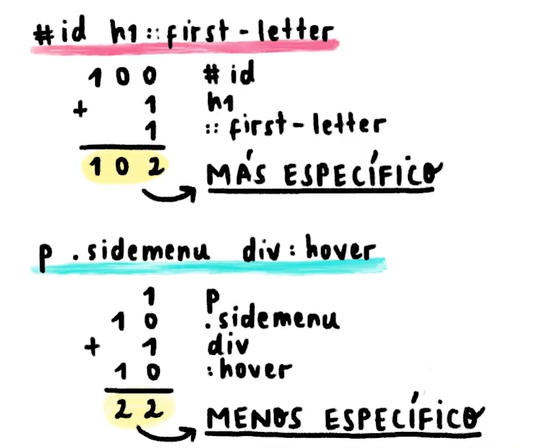 #id h1::first-letter
100 #id
+ 1 h1
1 ::first-letter
102 MÁS ESPECÍFICO
p .sidemenu div:hover
1 p
10 .sidemenu
+ 1 div
10 :hover
22 MENOS ESPECÍFICO